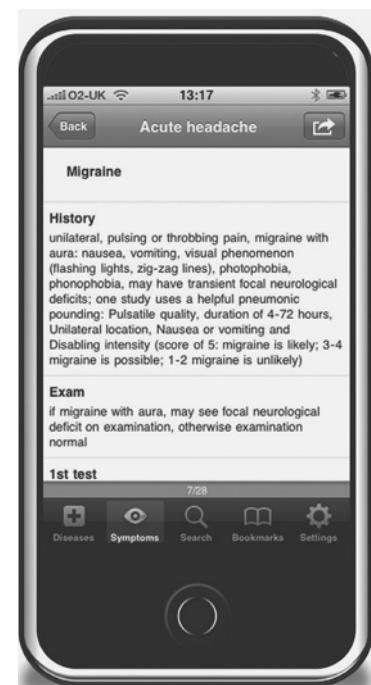 O2-UK 13:17
Back Acute headache
Migraine
History
unilateral, pulsing or throbbing pain, migraine with
aura: nausea, vomiting, visual phenomenon
(flashing lights, zig-zag lines), photophobia,
phonophobia, may have transient focal neurological
deficits; one study uses a helpful pneumonic
pounding: Pulsatile quality, duration of 4-72 hours,
Unilateral location, Nausea or vomiting and
Disabling intensity (score of 5: migraine is likely; 3-4
migraine is possible; 1-2 migraine is unlikely)
Exam
if migraine with aura, may see focal neurological
deficit on examination, otherwise examination
normal
1st test
7/28
Diseases Symptoms Search Bookmarks Settings